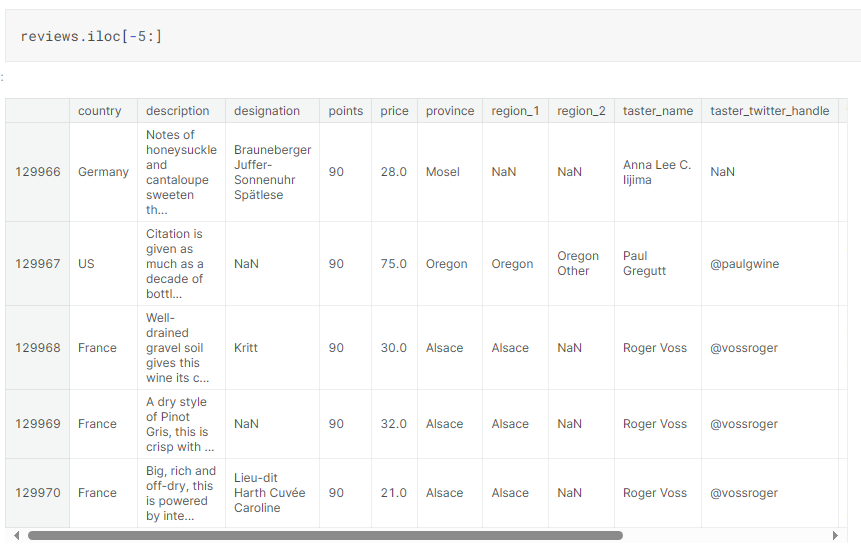 reviews.iloc[-5:]
:
country description designation points price province region_1 region_2 taster_name taster_twitter_handle
129966 Germany Notes of honeysuckle and cantaloupe sweeten th... Brauneberger Juffer-Sonnenuhr Spätlese 90 28.0 Mosel NaN NaN Anna Lee C. Iijima NaN
129967 US Citation is given as much as a decade of bottl... NaN 90 75.0 Oregon Oregon Oregon Other Paul Gregutt @paulgwine
129968 France Well-drained gravel soil gives this wine its c... Kritt 90 30.0 Alsace Alsace NaN Roger Voss @vossroger
129969 France A dry style of Pinot Gris, this is crisp with ... NaN 90 32.0 Alsace Alsace NaN Roger Voss @vossroger
129970 France Big, rich and off-dry, this is powered by inte... Lieu-dit Harth Cuvée Caroline 90 21.0 Alsace Alsace NaN Roger Voss @vossroger